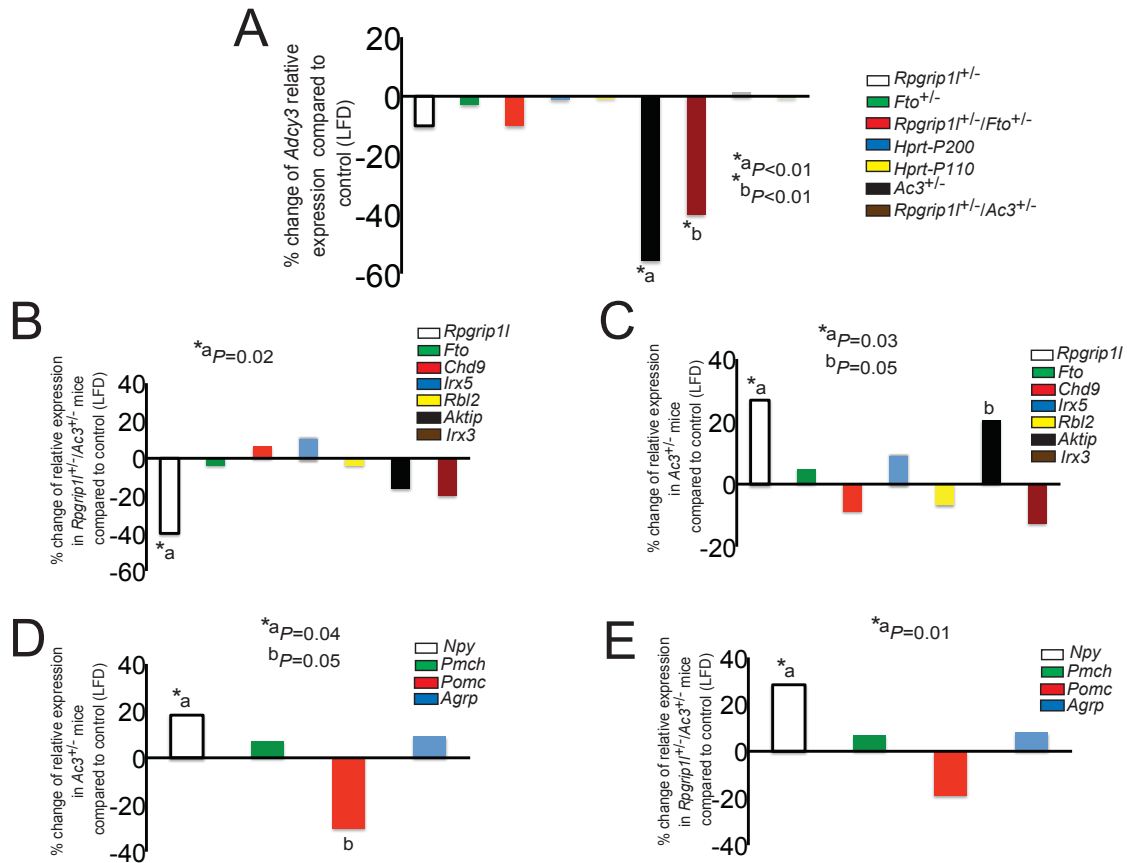 A
% change of Adcy3 relative
expression compared to
control (LFD)
20
0
-20
-40
-60
*a
*b
*aP<0.01
*bP<0.01
Rpgrip1l+/-
Fto+/-
Rpgrip1l+/-/Fto+/-
Hprt-P200
Hprt-P110
Ac3+/-
Rpgrip1l+/-/Ac3+/-
B
% change of relative expression
in Rpgrip1l+/-/Ac3+/- mice
compared to control (LFD)
40
20
0
-20
-40
-60
*aP=0.02
*a
Rpgrip1l
Fto
Chd9
Irx5
Rbl2
Aktip
Irx3
C
% change of relative expression
in Ac3+/- mice
compared to control (LFD)
40
20
0
-20
*aP=0.03
bP=0.05
*a
b
Rpgrip1l
Fto
Chd9
Irx5
Rbl2
Aktip
Irx3
D
% change of relative expression
in Ac3+/- mice
compared to control (LFD)
40
20
0
-20
-40
*aP=0.04
bP=0.05
*a
b
Npy
Pmch
Pomc
Agrp
E
% change of relative expression
in Rpgrip1l+/-/Ac3+/- mice
compared to control (LFD)
40
20
0
-20
-40
*aP=0.01
*a
Npy
Pmch
Pomc
Agrp